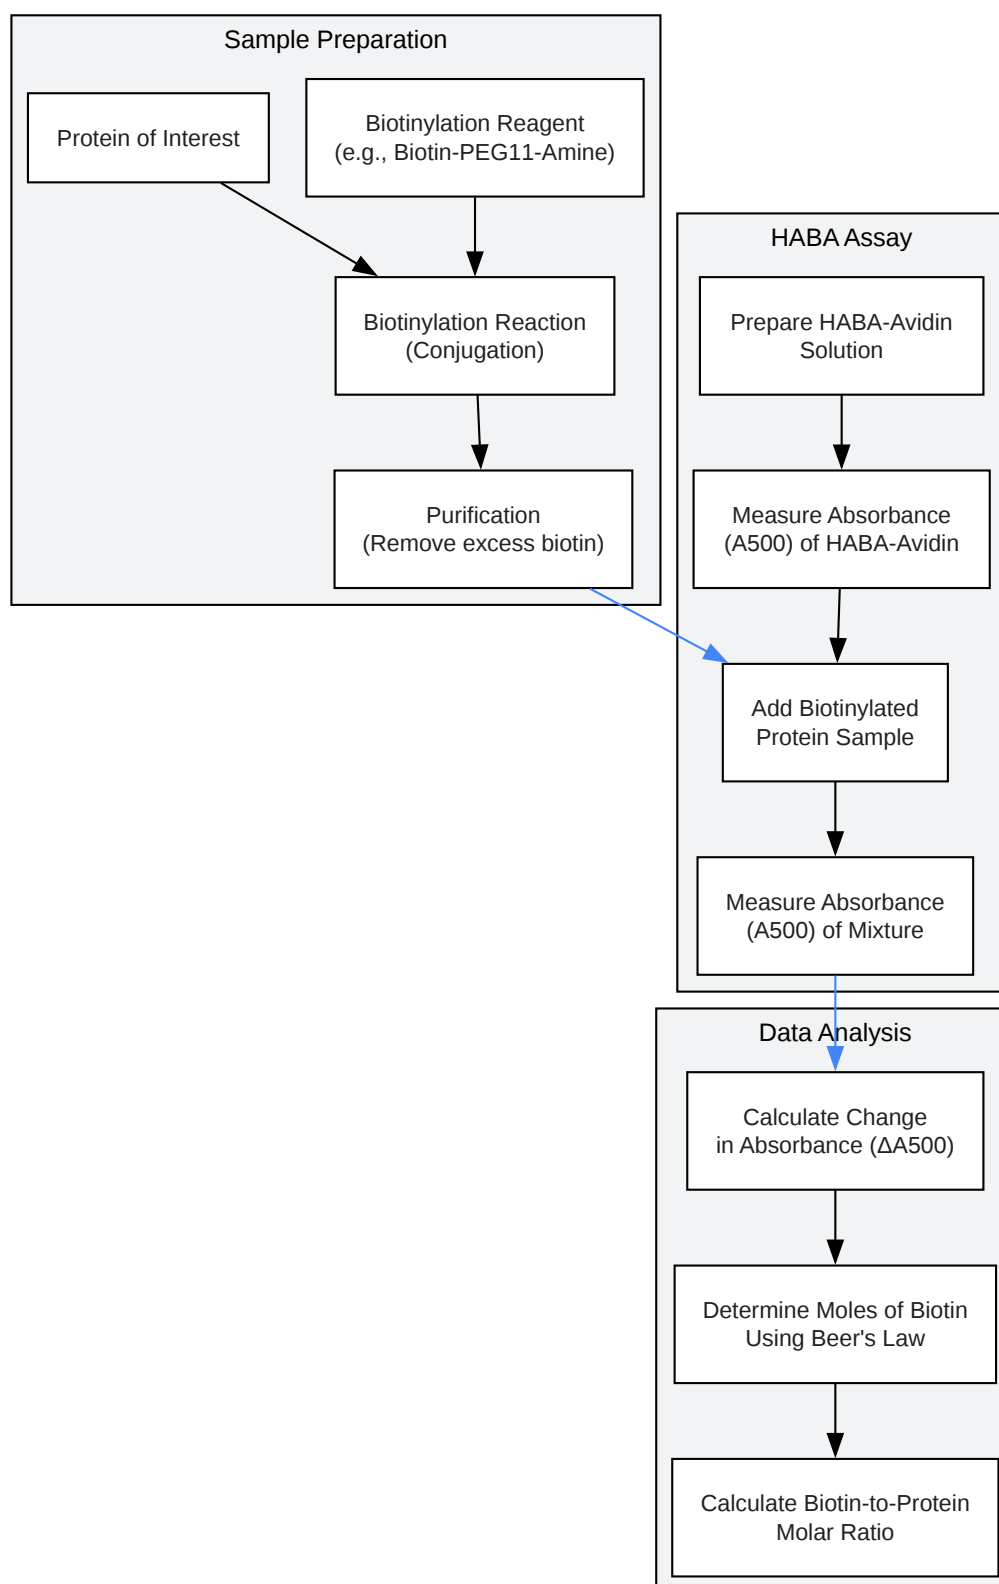 Sample Preparation
Protein of Interest
Biotinylation Reagent
(e.g., Biotin-PEG11-Amine)
Biotinylation Reaction
(Conjugation)
Purification
(Remove excess biotin)
HABA Assay
Prepare HABA-Avidin
Solution
Measure Absorbance
(A500) of HABA-Avidin
Add Biotinylated
Protein Sample
Measure Absorbance
(A500) of Mixture
Data Analysis
Calculate Change
in Absorbance (ΔA500)
Determine Moles of Biotin
Using Beer's Law
Calculate Biotin-to-Protein
Molar Ratio